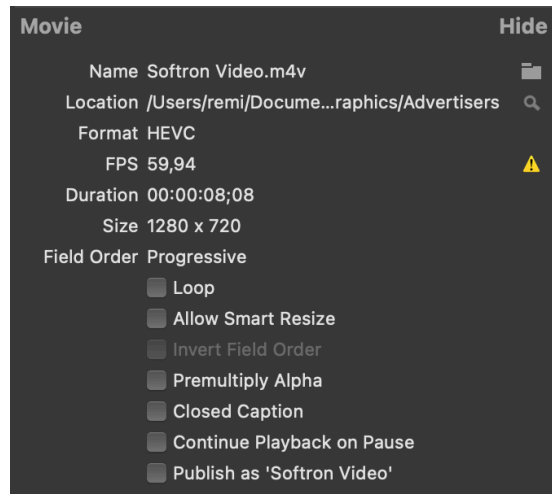 Movie Hide
Name Softron Video.m4v
Location /Users/remi/Docume...raphics/Advertisers
Format HEVC
FPS 59,94
Duration 00:00:08;08
Size 1280 x 720
Field Order Progressive
Loop
Allow Smart Resize
Invert Field Order
Premultiply Alpha
Closed Caption
Continue Playback on Pause
Publish as 'Softron Video'